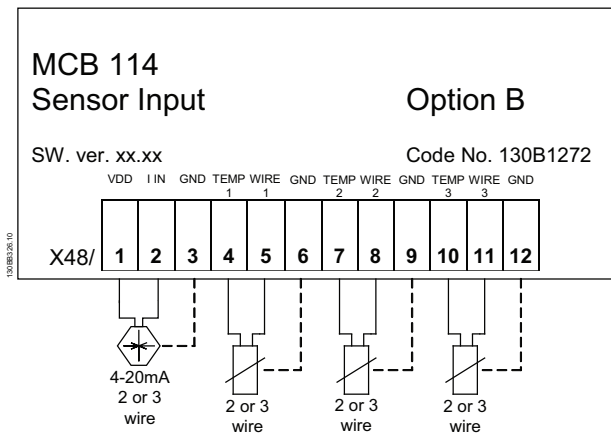 MCB 114
Sensor Input Option B
SW. ver. xx.xx Code No. 130B1272
VDD I IN GND TEMP WIRE GND TEMP WIRE GND TEMP WIRE GND
1 1 2 2 3 3
X48/ 1 2 3 4 5 6 7 8 9 10 11 12
130BB326.10
4-20mA
2 or 3
wire
2 or 3
wire
2 or 3
wire
2 or 3
wire